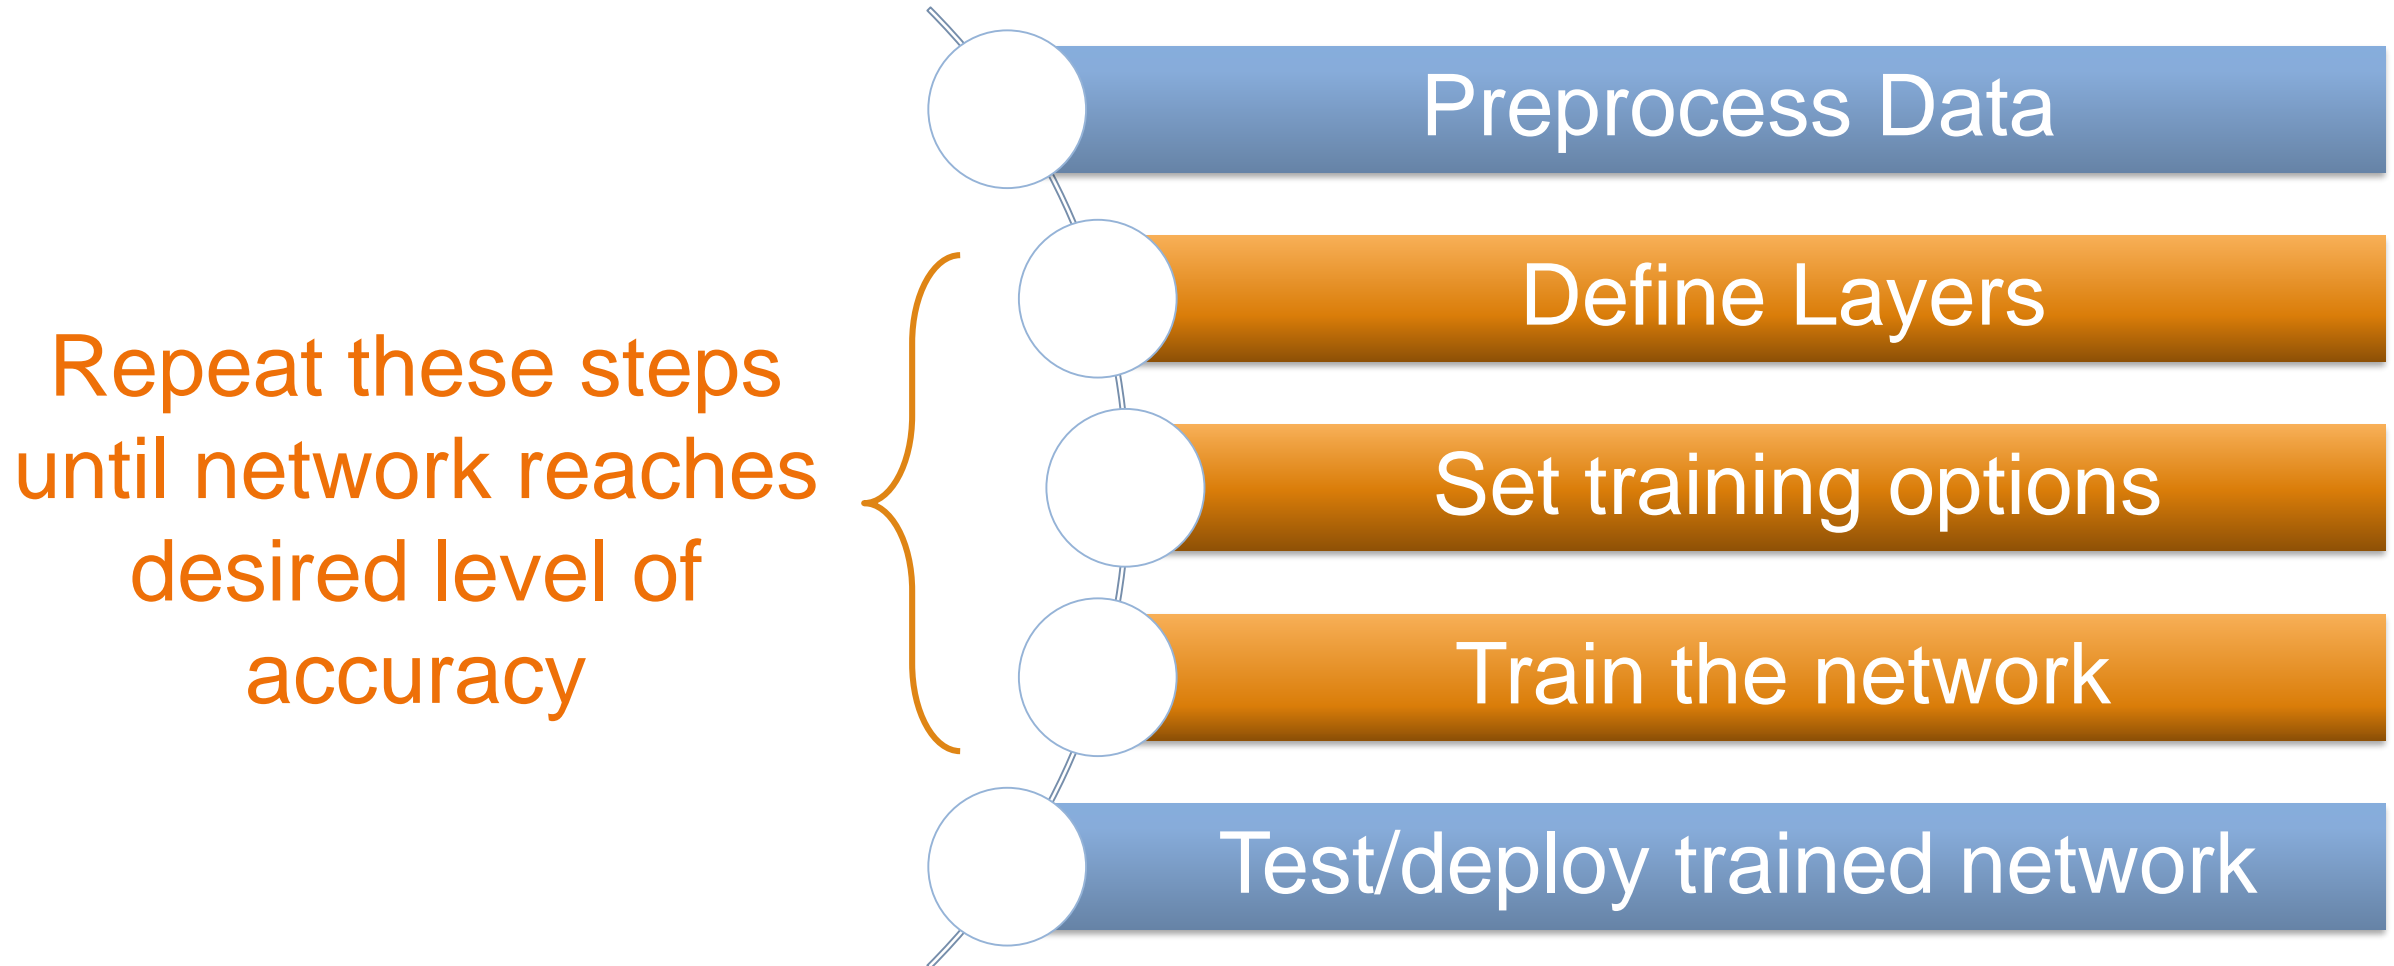 Preprocess Data
Define Layers
Repeat these steps
until network reaches
desired level of
accuracy
Set training options
Train the network
Test/deploy trained network